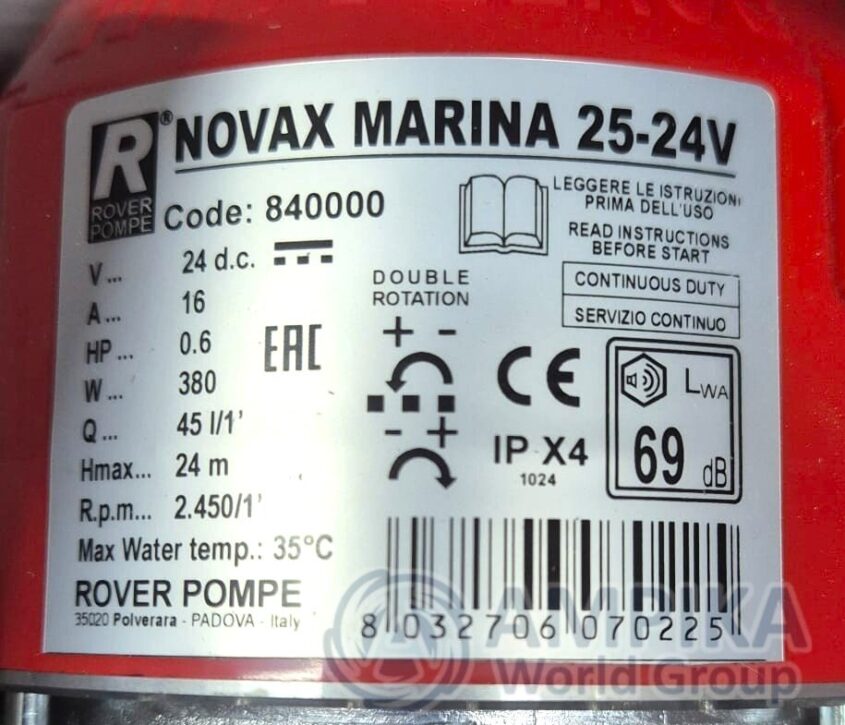 R® NOVAX MARINA 25-24V
ROVER
POMPE
Code: 840000
LEGGERE LE ISTRUZIONI
PRIMA DELL'USO
READ INSTRUCTIONS
BEFORE START
CONTINUOUS DUTY
SERVIZIO CONTINUO
V... 24 d.c.
A... 16
HP... 0.6
W... 380
Q... 45 l/1'
Hmax... 24 m
R.p.m... 2.450/1'
Max Water temp.: 35°C
ROVER POMPE
35020 Polverara - PADOVA - Italy
EAC
DOUBLE
ROTATION
+ -
- +
CE
IP X4
1024
LWA
69 dB
8 032706 070225
AMPIKA
World Group